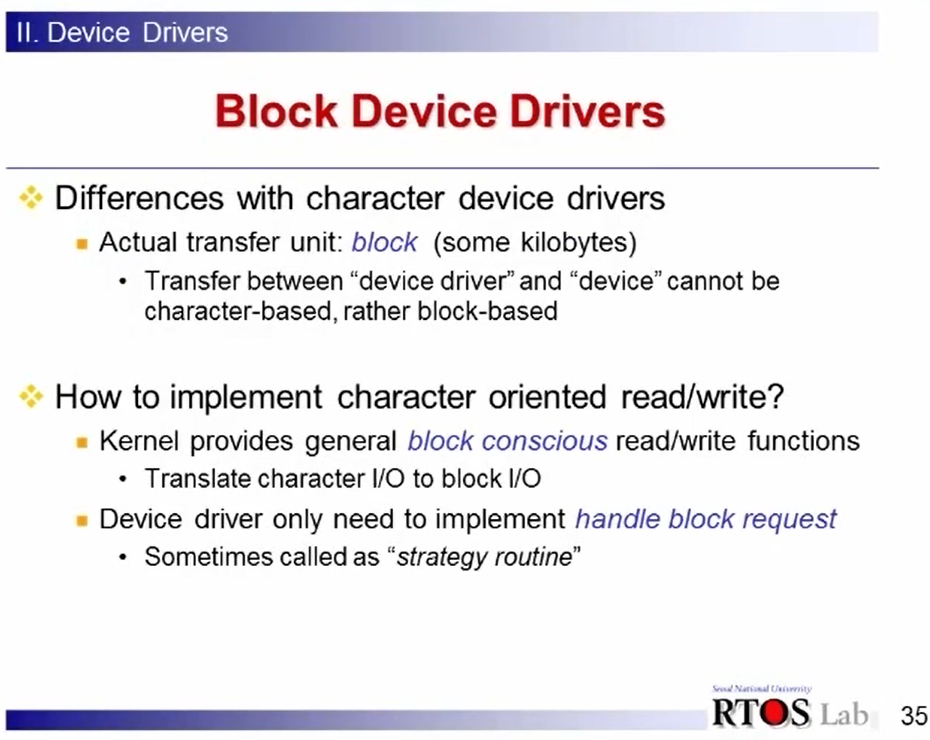 II. Device Drivers
Block Device Drivers
Differences with character device drivers
Actual transfer unit: block (some kilobytes)
Transfer between “device driver” and “device” cannot be
character-based, rather block-based
How to implement character oriented read/write?
Kernel provides general block conscious read/write functions
Translate character I/O to block I/O
Device driver only need to implement handle block request
Sometimes called as “strategy routine”
Seoul National University
RTOS Lab
35